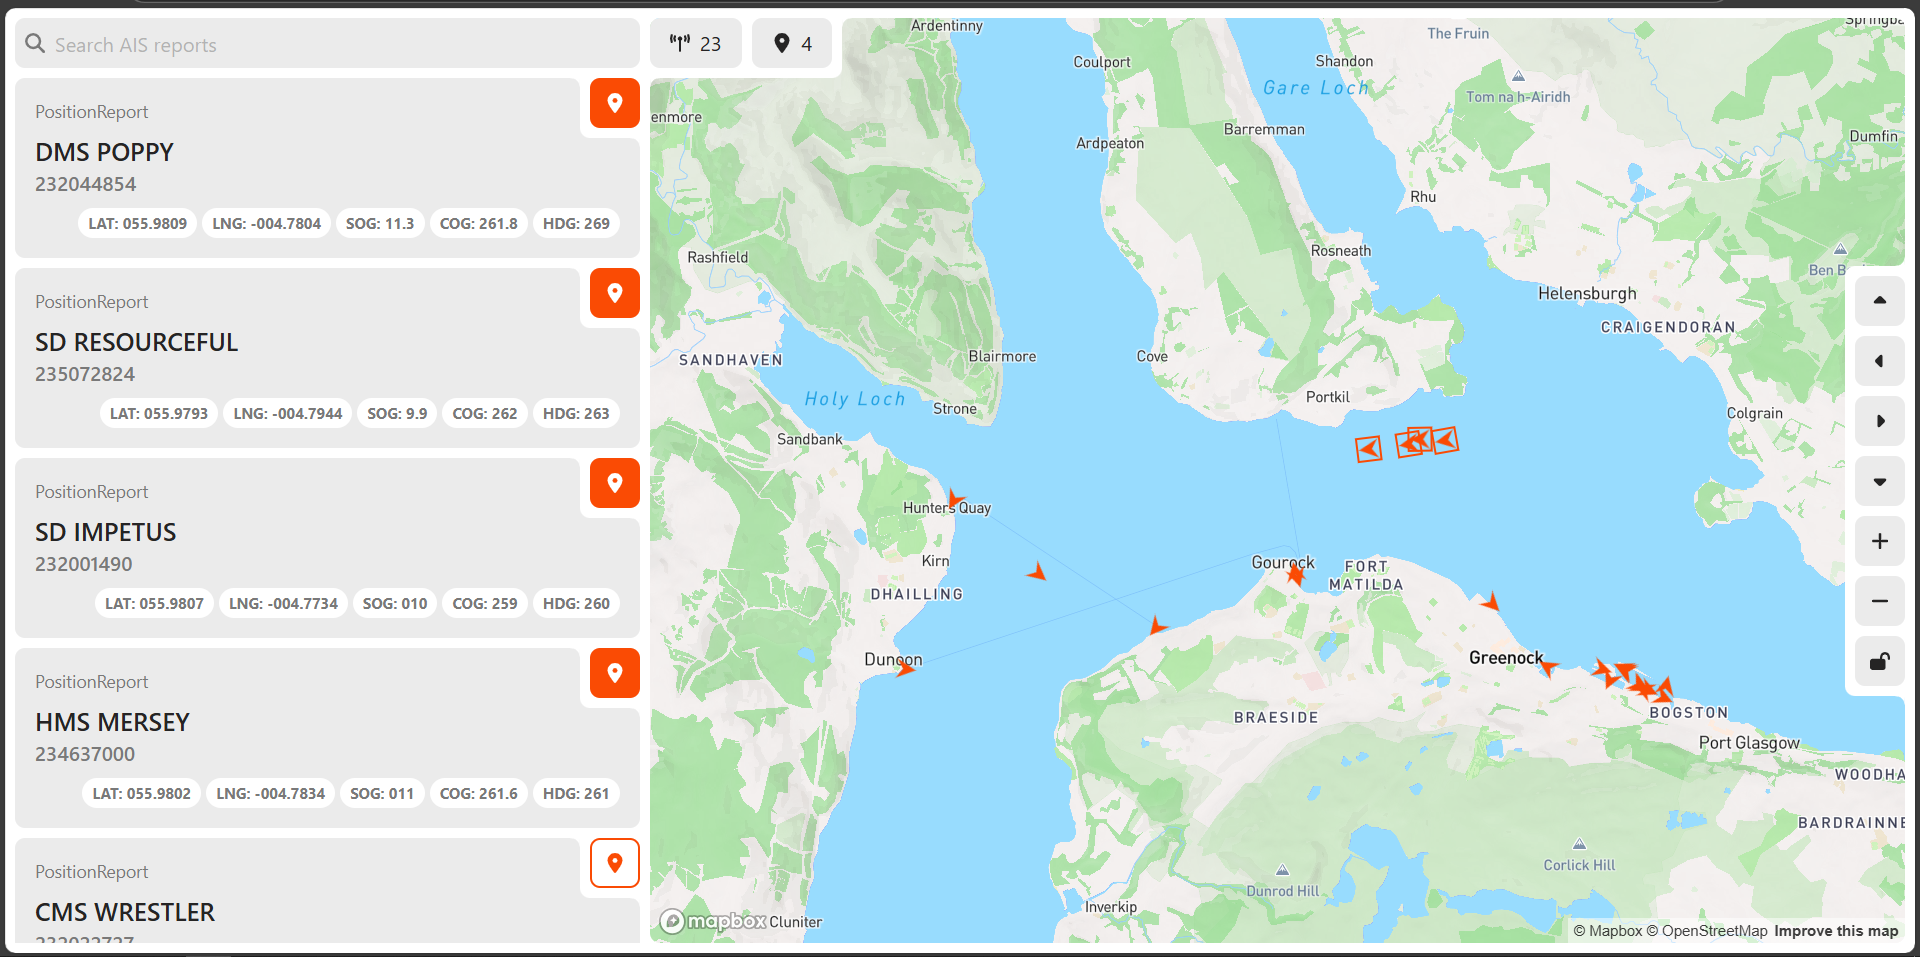 Search AIS reports
23
4
PositionReport
DMS POPPY
232044854
LAT: 055.9809 LNG: -004.7804 SOG: 11.3 COG: 261.8 HDG: 269
PositionReport
SD RESOURCEFUL
235072824
LAT: 055.9793 LNG: -004.7944 SOG: 9.9 COG: 262 HDG: 263
PositionReport
SD IMPETUS
232001490
LAT: 055.9807 LNG: -004.7734 SOG: 010 COG: 259 HDG: 260
PositionReport
HMS MERSEY
234637000
LAT: 055.9802 LNG: -004.7834 SOG: 011 COG: 261.6 HDG: 261
PositionReport
CMS WRESTLER
Ardentinny
The Fruin
Coulport
Shandon
Gare Loch
Tom na h-Airidh
enmore
Barremman
Dumfin
Ardpeaton
Rhu
Rosneath
Rashfield
Ben B
Helensburgh
CRAIGENDORAN
SANDHAVEN
Blairmore
Cove
Holy Loch
Portkil
Strone
Colgrain
Sandbank
Hunters Quay
Kirn
Gourock
FORT
MATILDA
DHAILLING
Dunoon
Greenock
BRAESIDE
BOGSTON
Port Glasgow
WOODHA
BARDRAINNE
Corlick Hill
Dunrod Hill
Inverkip
mapbox
Cluniter
© Mapbox © OpenStreetMap Improve this map